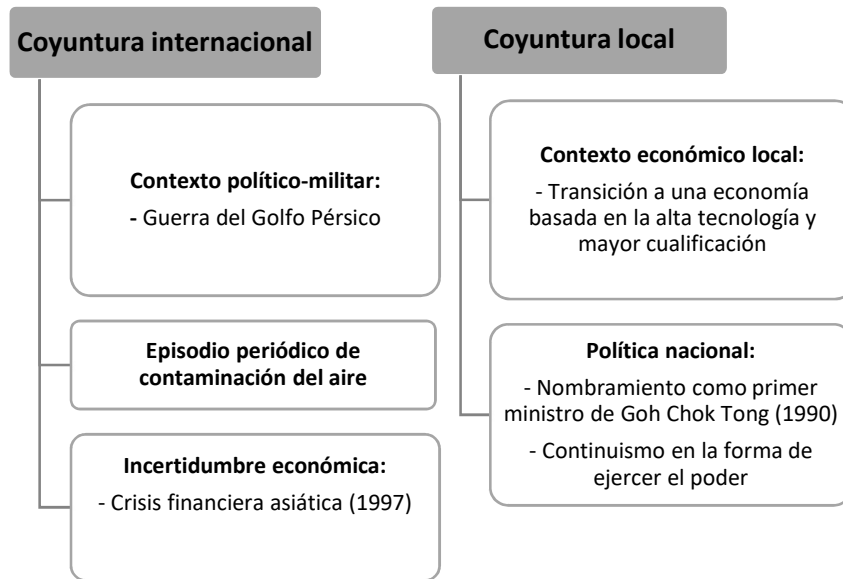 Coyuntura internacional
Contexto político-militar:
- Guerra del Golfo Pérsico
Episodio periódico de
contaminación del aire
Incertidumbre económica:
- Crisis financiera asiática (1997)
Coyuntura local
Contexto económico local:
- Transición a una economía
basada en la alta tecnología y
mayor cualificación
Política nacional:
- Nombramiento como primer
ministro de Goh Chok Tong (1990)
- Continuismo en la forma de
ejercer el poder